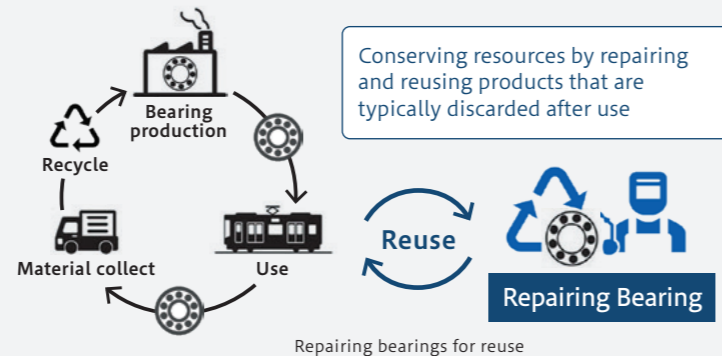 Conserving resources by repairing
and reusing products that are
typically discarded after use
Bearing
production
Recycle
Material collect
Use
Reuse
Repairing Bearing
Repairing bearings for reuse